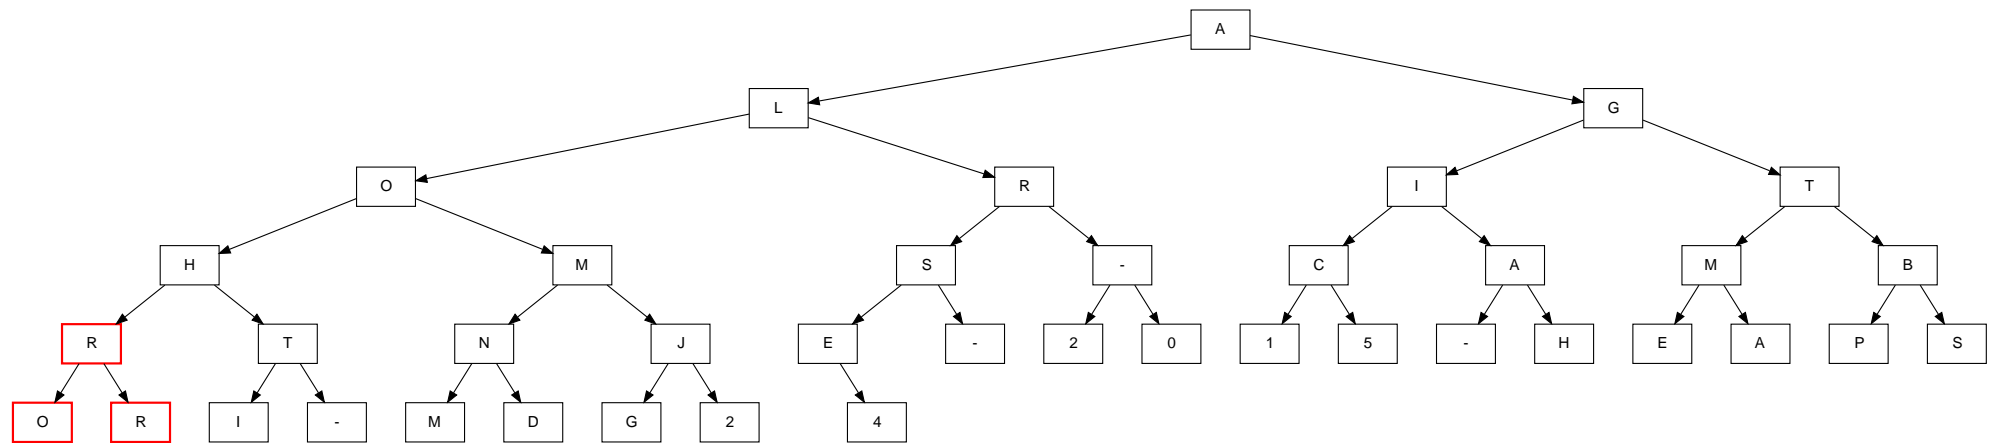 A
L G
O R I T
H M S - C A M B
R T N J E - 2 0 1 5 - H E A P S
O R I - M D G 2 4